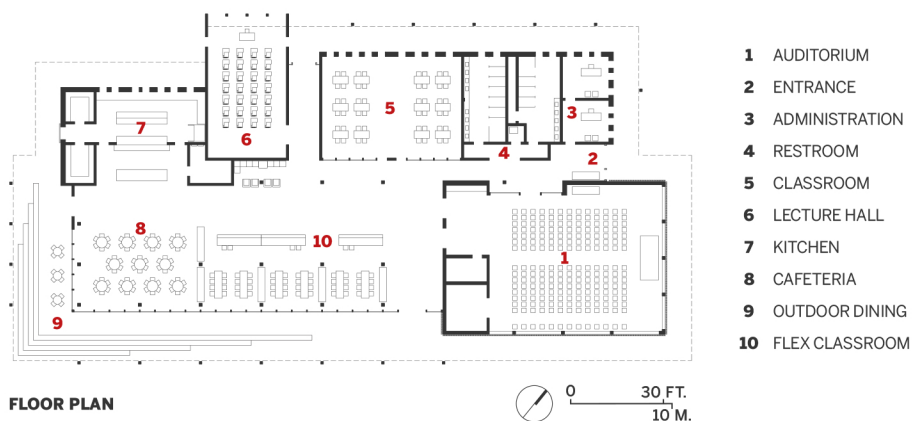 1 AUDITORIUM
2 ENTRANCE
3 ADMINISTRATION
4 RESTROOM
5 CLASSROOM
6 LECTURE HALL
7 KITCHEN
8 CAFETERIA
9 OUTDOOR DINING
10 FLEX CLASSROOM
5
3
7
6
4
2
8
10
1
9
FLOOR PLAN
0 30 FT.
10 M.